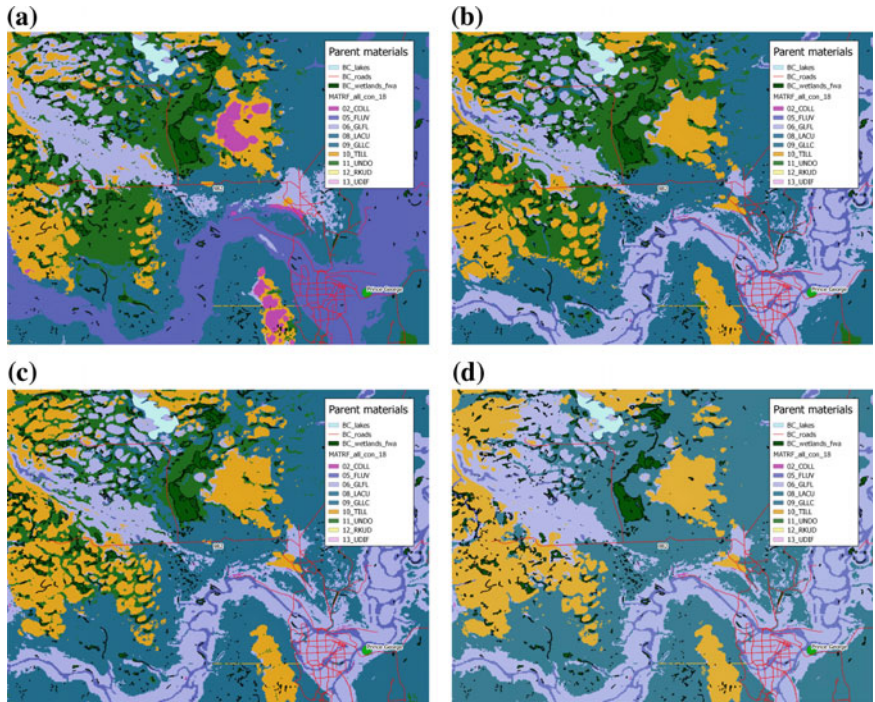 (a)
Parent materials
BC_lakes
BC_roads
BC_wetlands_fwa
MATRF_all_con_18
02_COLL
05_FLUV
06_GLFL
08_LACU
09_GLLC
10_TILL
11_UNDO
12_RKUD
13_UDIF
Prince George
(b)
Parent materials
BC_lakes
BC_roads
BC_wetlands_fwa
MATRF_all_con_18
02_COLL
05_FLUV
06_GLFL
08_LACU
09_GLLC
10_TILL
11_UNDO
12_RKUD
13_UDIF
Prince George
(c)
Parent materials
BC_lakes
BC_roads
BC_wetlands_fwa
MATRF_all_con_18
02_COLL
05_FLUV
06_GLFL
08_LACU
09_GLLC
10_TILL
11_UNDO
12_RKUD
13_UDIF
Prince George
(d)
Parent materials
BC_lakes
BC_roads
BC_wetlands_fwa
MATRF_all_con_18
02_COLL
05_FLUV
06_GLFL
08_LACU
09_GLLC
10_TILL
11_UNDO
12_RKUD
13_UDIF
Prince George